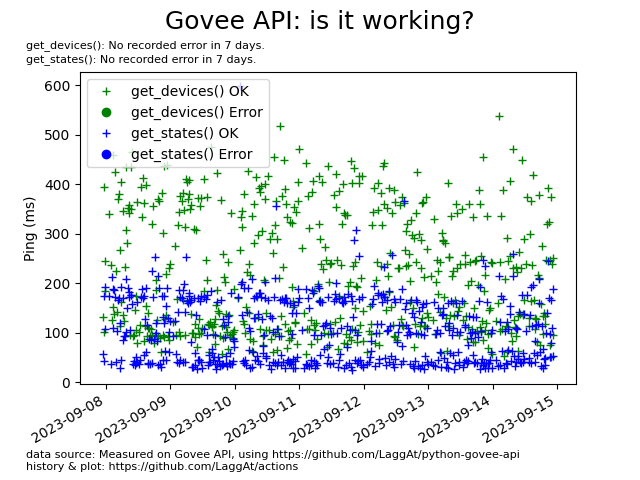 Govee API: is it working?
get_devices(): No recorded error in 7 days.
get_states(): No recorded error in 7 days.
600
500
400
300
200
100
0
Ping (ms)
get_devices() OK
get_devices() Error
get_states() OK
get_states() Error
2023-09-08
2023-09-09
2023-09-10
2023-09-11
2023-09-12
2023-09-13
2023-09-14
2023-09-15
data source: Measured on Govee API, using https://github.com/LaggAt/python-govee-api
history & plot: https://github.com/LaggAt/actions